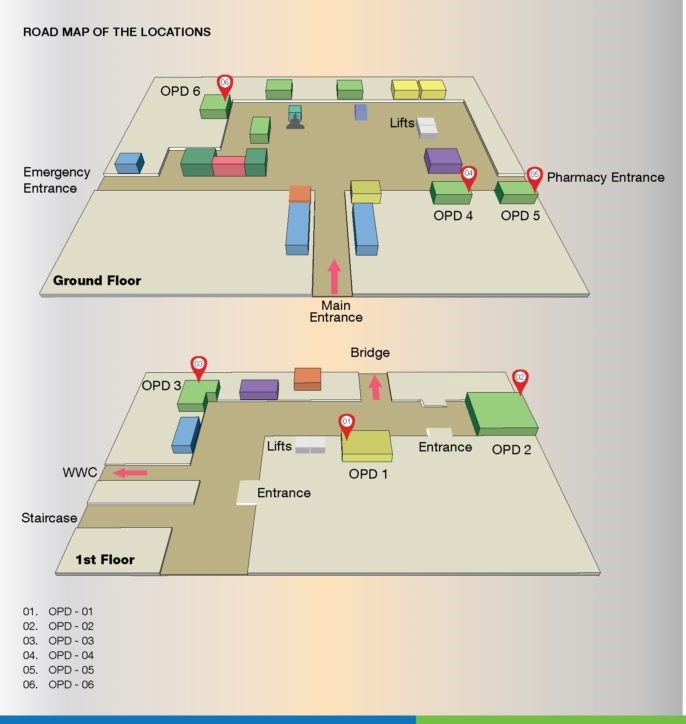 ROAD MAP OF THE LOCATIONS
06
OPD 6
Lifts
Emergency
Entrance
04
05
Pharmacy Entrance
OPD 4
OPD 5
Ground Floor
Main
Entrance
Bridge
03
OPD 3
02
01
Lifts
Entrance
OPD 2
OPD 1
WWC
Entrance
Staircase
1st Floor
01. OPD - 01
02. OPD - 02
03. OPD - 03
04. OPD - 04
05. OPD - 05
06. OPD - 06